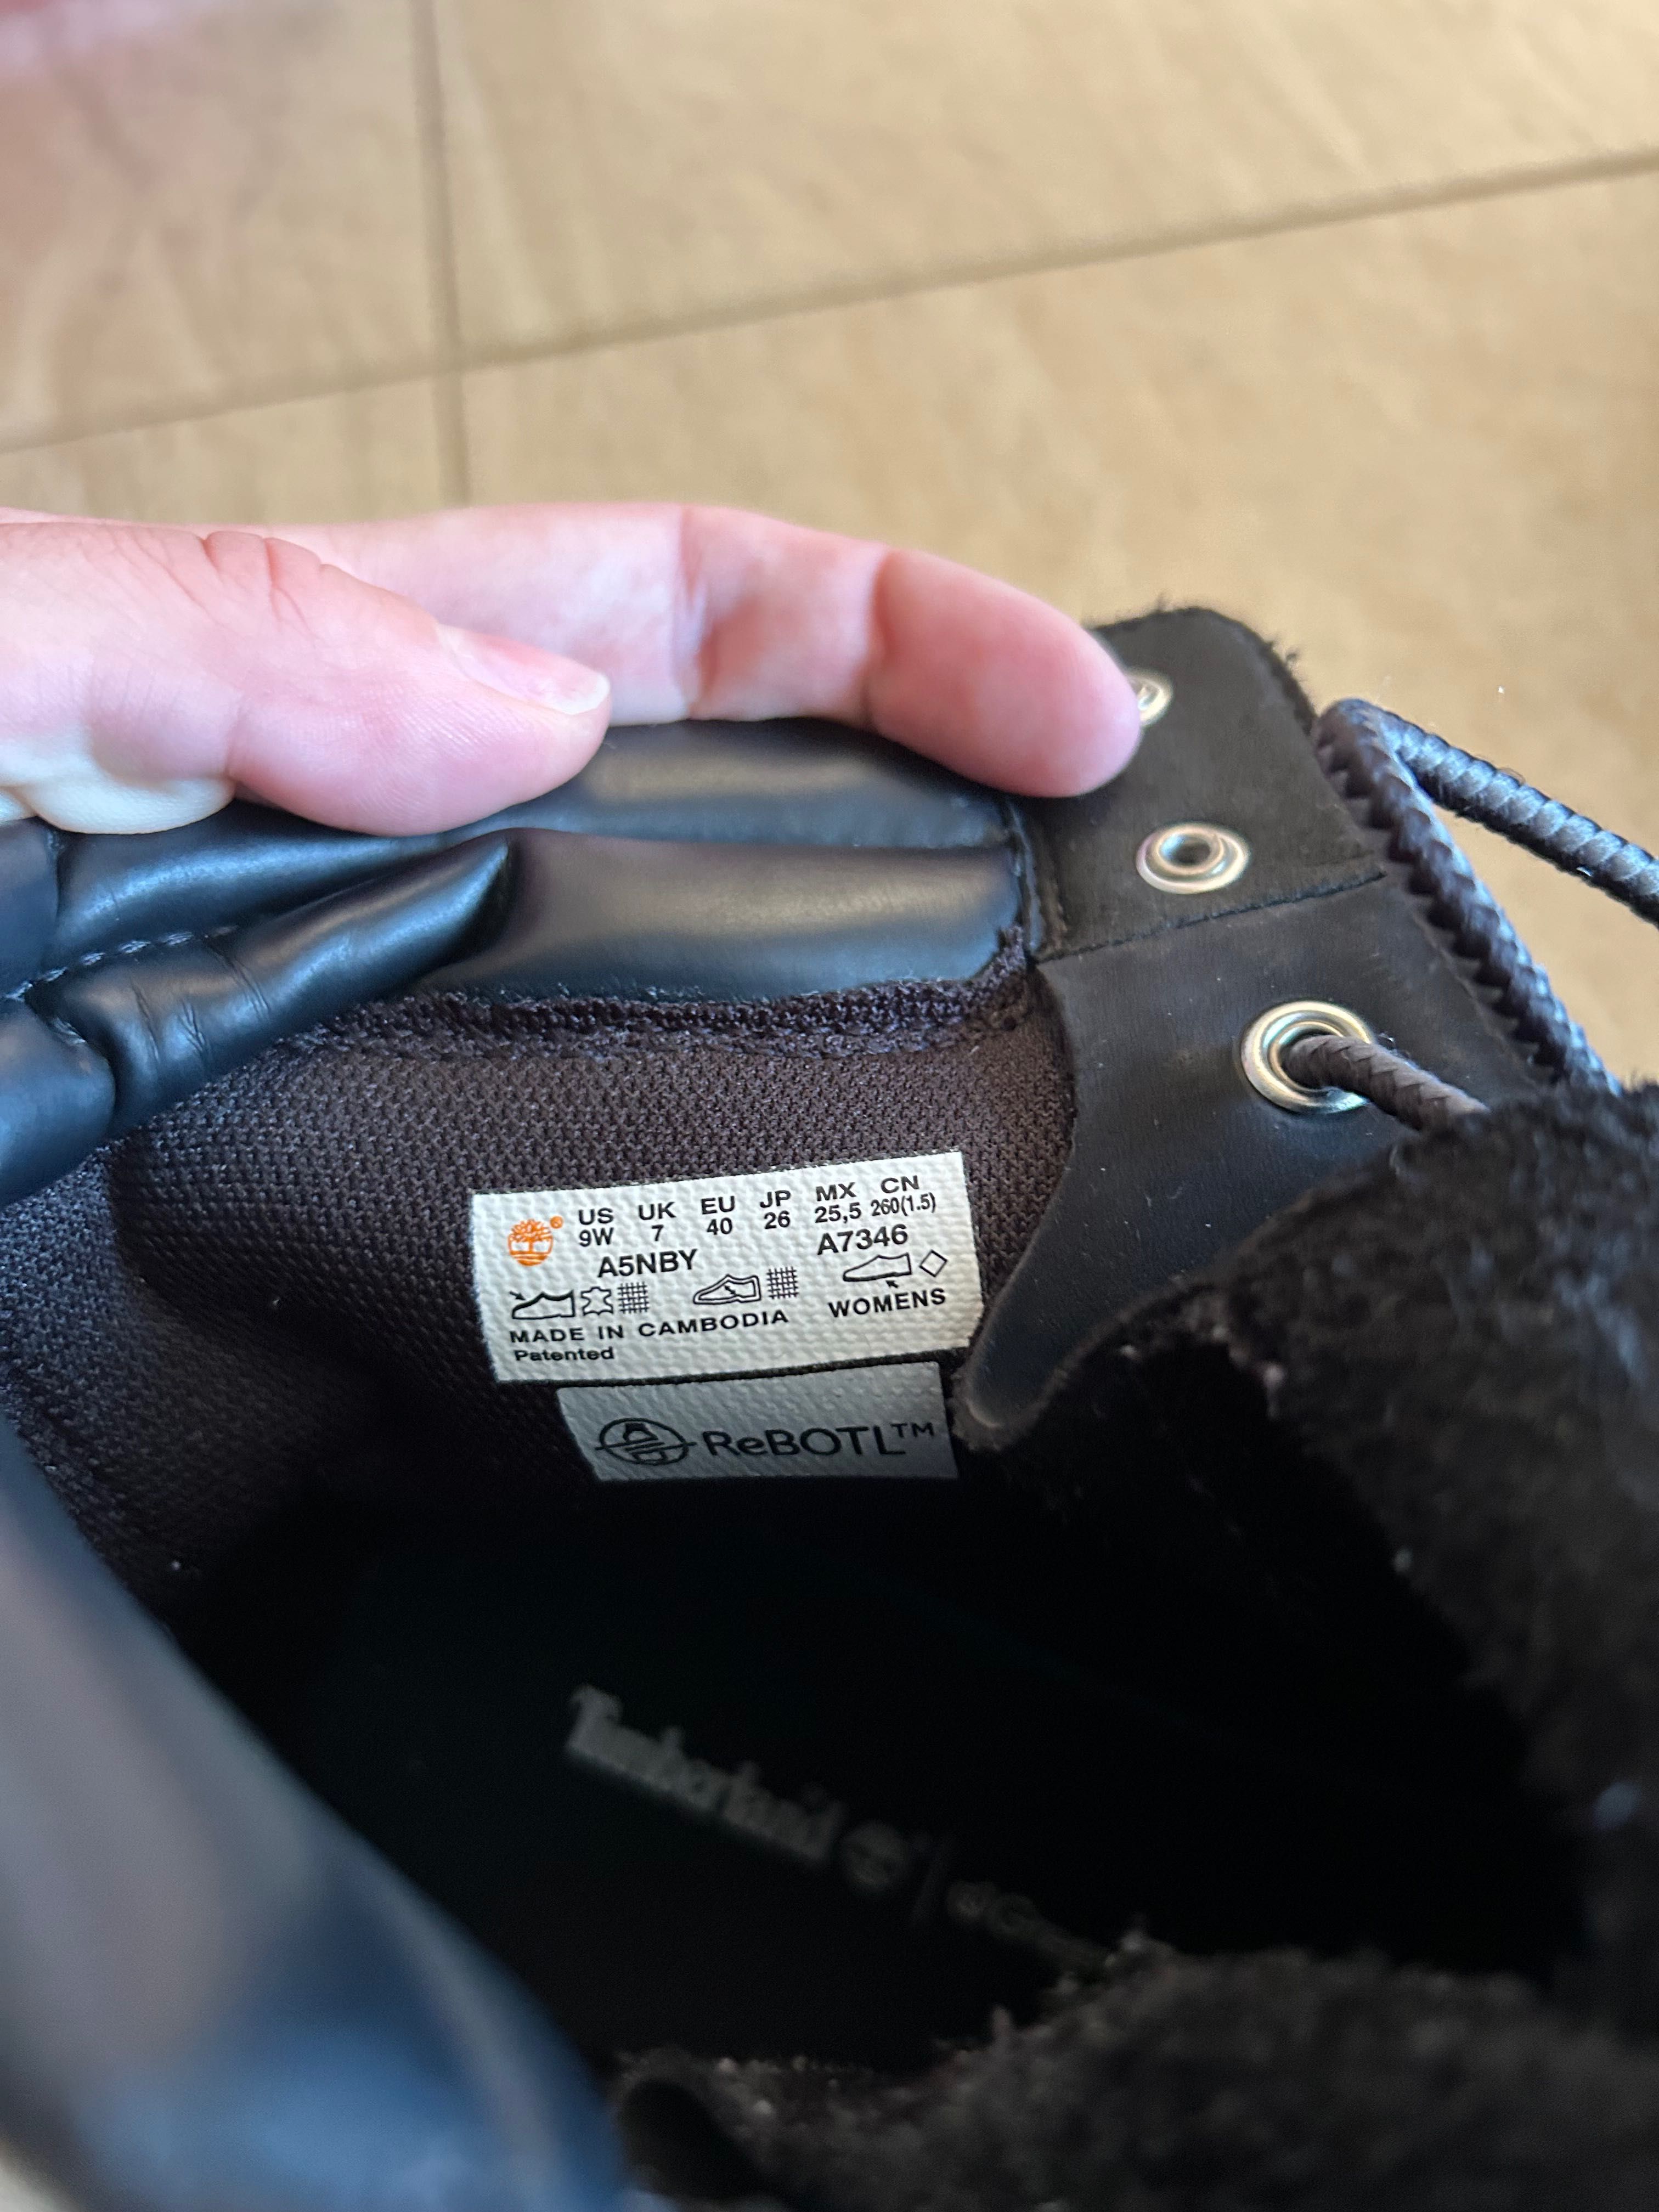 ® US UK EU JP MX CN
9W 7 40 26 25,5 260(1.5)
A5NBY A7346
WOMENS
MADE IN CAMBODIA
Patented
ReBOTL™
Timberland